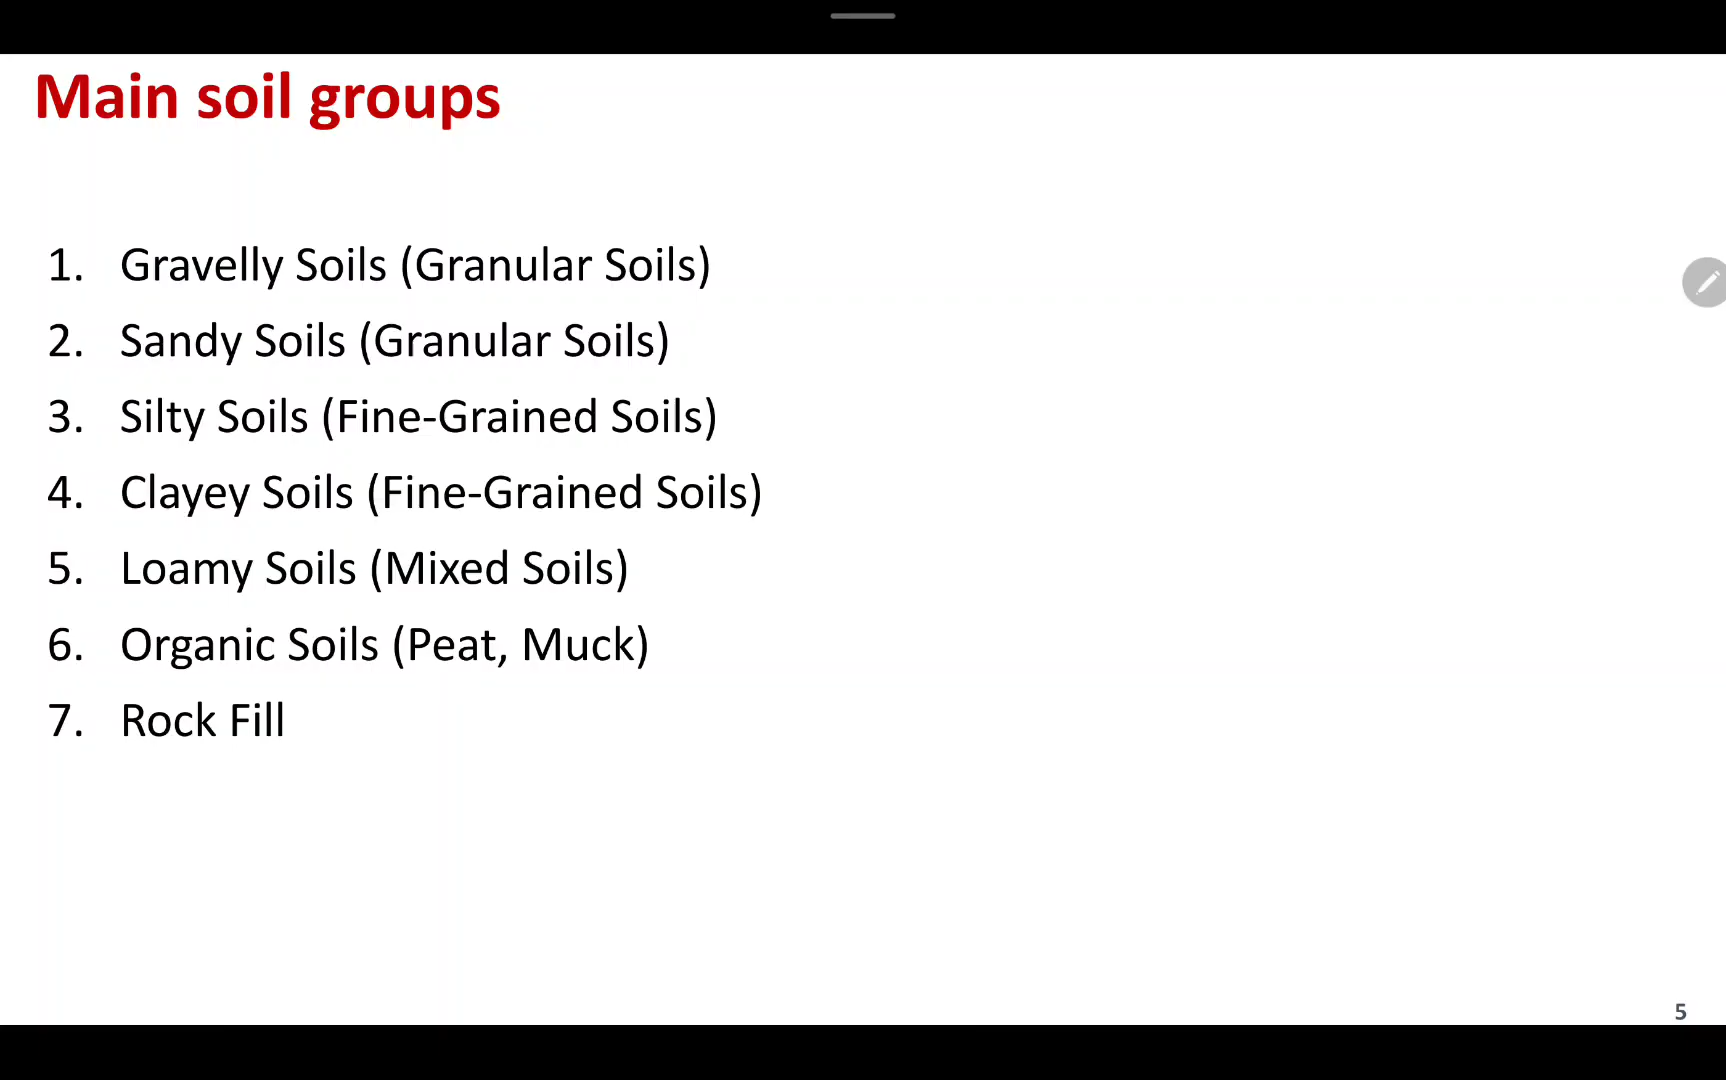 Main soil groups
1. Gravelly Soils (Granular Soils)
2. Sandy Soils (Granular Soils)
3. Silty Soils (Fine-Grained Soils)
4. Clayey Soils (Fine-Grained Soils)
5. Loamy Soils (Mixed Soils)
6. Organic Soils (Peat, Muck)
7. Rock Fill
5